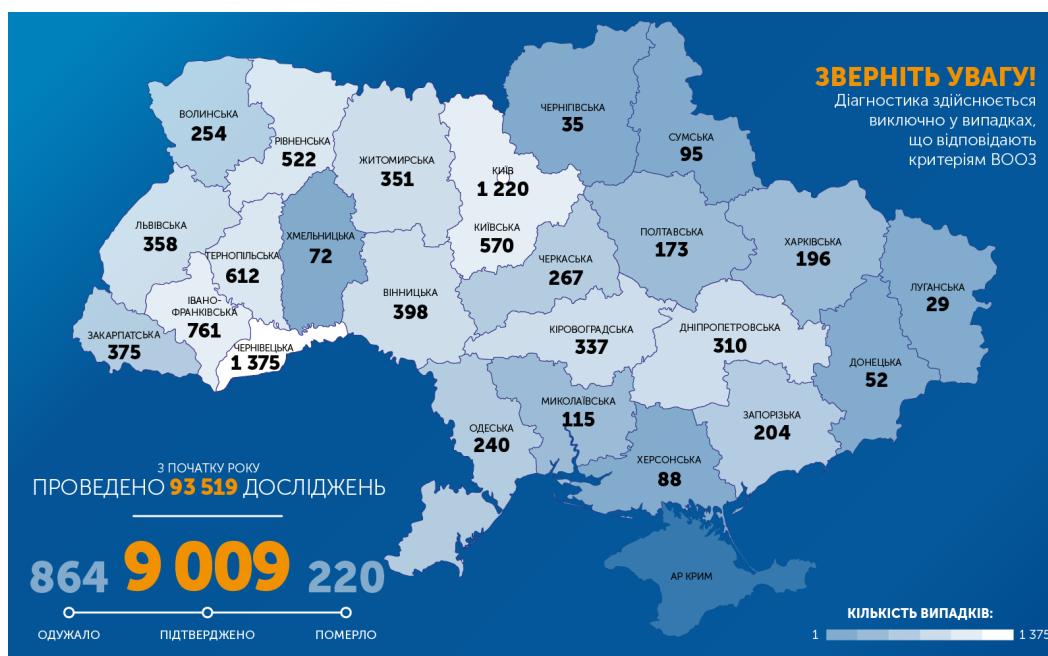 ЗВЕРНІТЬ УВАГУ!
Діагностика здійснюється
виключно у випадках,
що відповідають
критеріям ВООЗ
ВОЛИНСЬКА
254
РІВНЕНСЬКА
522
ЖИТОМИРСЬКА
351
КИЇВ
1 220
КИЇВСЬКА
570
ЧЕРНІГІВСЬКА
35
СУМСЬКА
95
ЛЬВІВСЬКА
358
ТЕРНОПІЛЬСЬКА
612
ХМЕЛЬНИЦЬКА
72
ВІННИЦЬКА
398
ЧЕРКАСЬКА
267
ПОЛТАВСЬКА
173
ХАРКІВСЬКА
196
ЛУГАНСЬКА
29
ЗАКАРПАТСЬКА
375
ІВАНО-
ФРАНКІВСЬКА
761
ЧЕРНІВЕЦЬКА
1 375
КІРОВОГРАДСЬКА
337
ДНІПРОПЕТРОВСЬКА
310
ДОНЕЦЬКА
52
ОДЕСЬКА
240
МИКОЛАЇВСЬКА
115
ХЕРСОНСЬКА
88
ЗАПОРІЗЬКА
204
АР КРИМ
З ПОЧАТКУ РОКУ
ПРОВЕДЕНО 93 519 ДОСЛІДЖЕНЬ
864 9 009 220
ОДУЖАЛО ПІДТВЕРДЖЕНО ПОМЕРЛО
КІЛЬКІСТЬ ВИПАДКІВ:
1 1 375